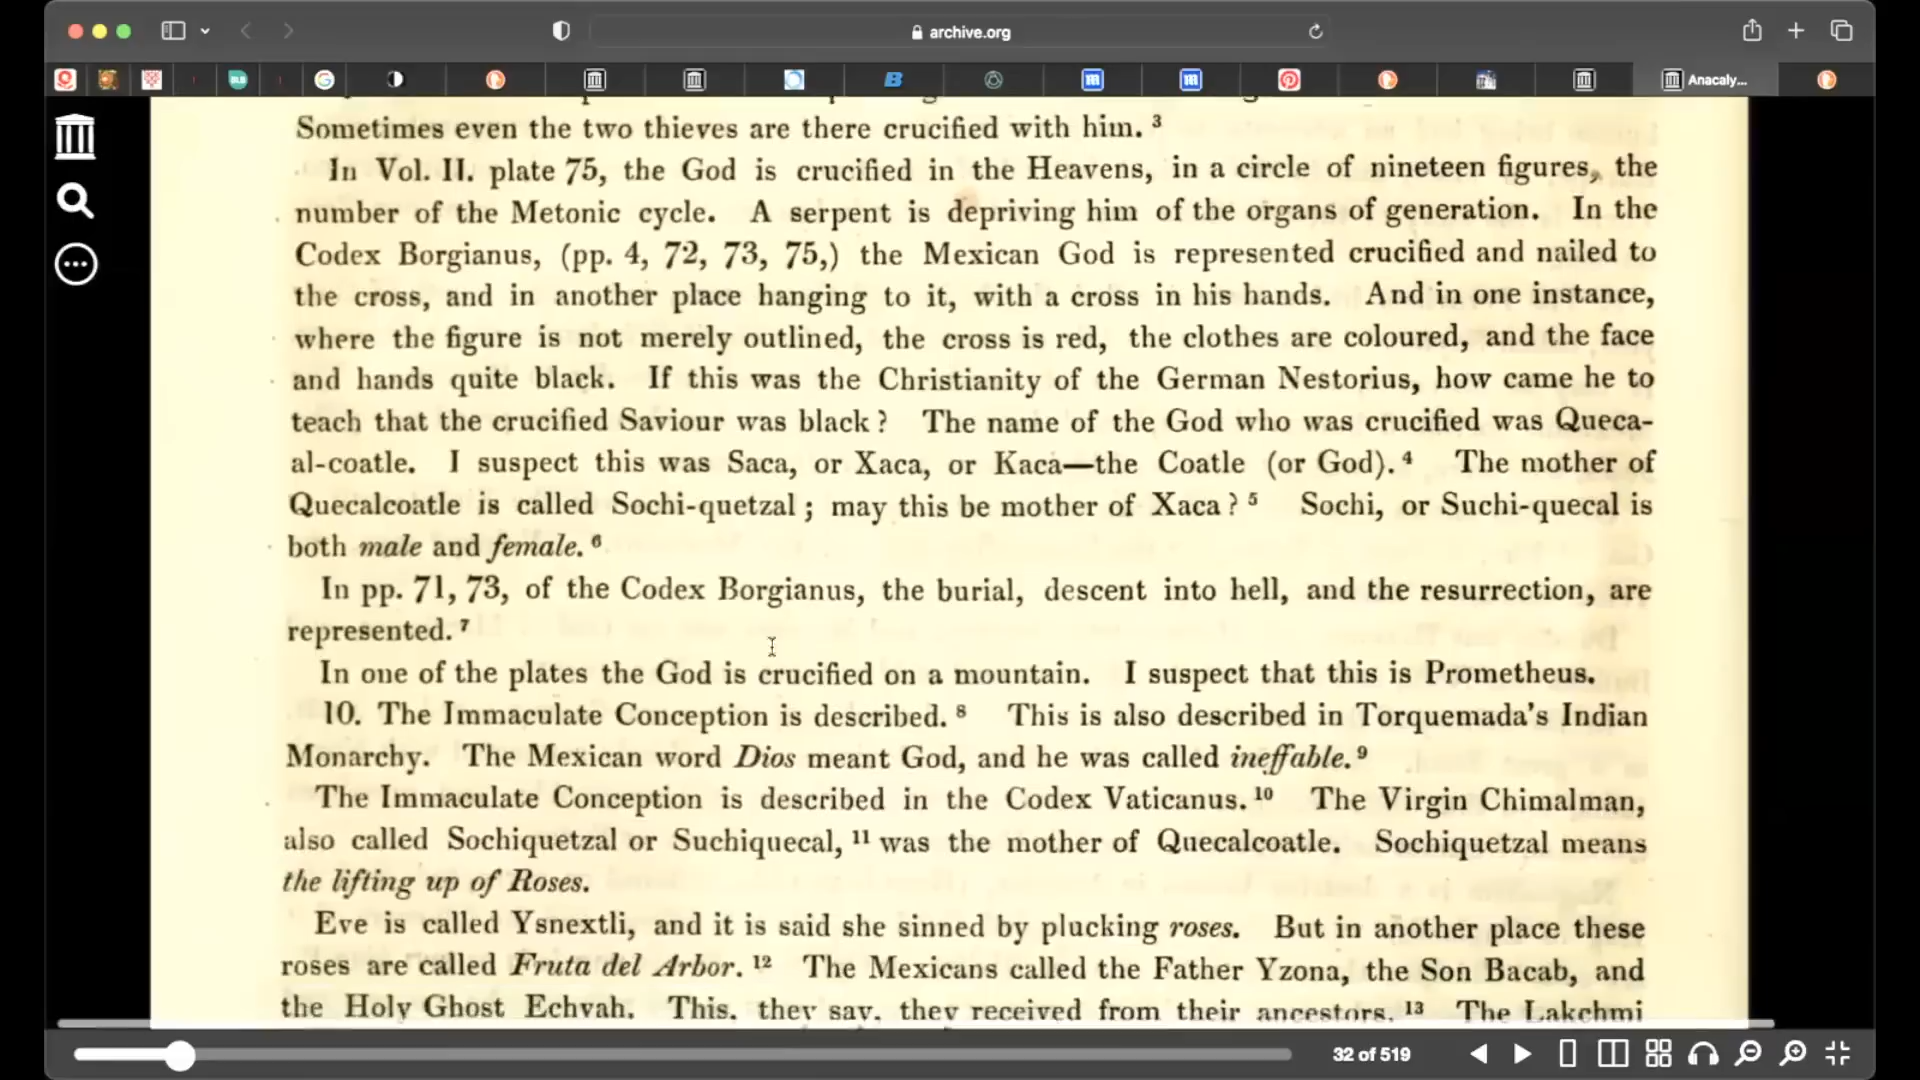 archive.org
Anacaly...
Sometimes even the two thieves are there crucified with him. ³
In Vol. II. plate 75, the God is crucified in the Heavens, in a circle of nineteen figures, the
number of the Metonic cycle. A serpent is depriving him of the organs of generation. In the
Codex Borgianus, (pp. 4, 72, 73, 75,) the Mexican God is represented crucified and nailed to
the cross, and in another place hanging to it, with a cross in his hands. And in one instance,
where the figure is not merely outlined, the cross is red, the clothes are coloured, and the face
and hands quite black. If this was the Christianity of the German Nestorius, how came he to
teach that the crucified Saviour was black? The name of the God who was crucified was Queca-
al-coatle. I suspect this was Saca, or Xaca, or Kaca—the Coatle (or God). ⁴ The mother of
Quecalcoatle is called Sochi-quetzal; may this be mother of Xaca? ⁵ Sochi, or Suchi-quecal is
both male and female. ⁶
In pp. 71, 73, of the Codex Borgianus, the burial, descent into hell, and the resurrection, are
represented. ⁷
In one of the plates the God is crucified on a mountain. I suspect that this is Prometheus.
10. The Immaculate Conception is described. ⁸ This is also described in Torquemada's Indian
Monarchy. The Mexican word Dios meant God, and he was called ineffable. ⁹
The Immaculate Conception is described in the Codex Vaticanus. ¹⁰ The Virgin Chimalman,
also called Sochiquetzal or Suchiquecal, ¹¹ was the mother of Quecalcoatle. Sochiquetzal means
the lifting up of Roses.
Eve is called Ysnextli, and it is said she sinned by plucking roses. But in another place these
roses are called Fruta del Arbor. ¹² The Mexicans called the Father Yzona, the Son Bacab, and
the Holy Ghost Echvah. This, they say, they received from their ancestors. ¹³ The Lakchmi
32 of 519